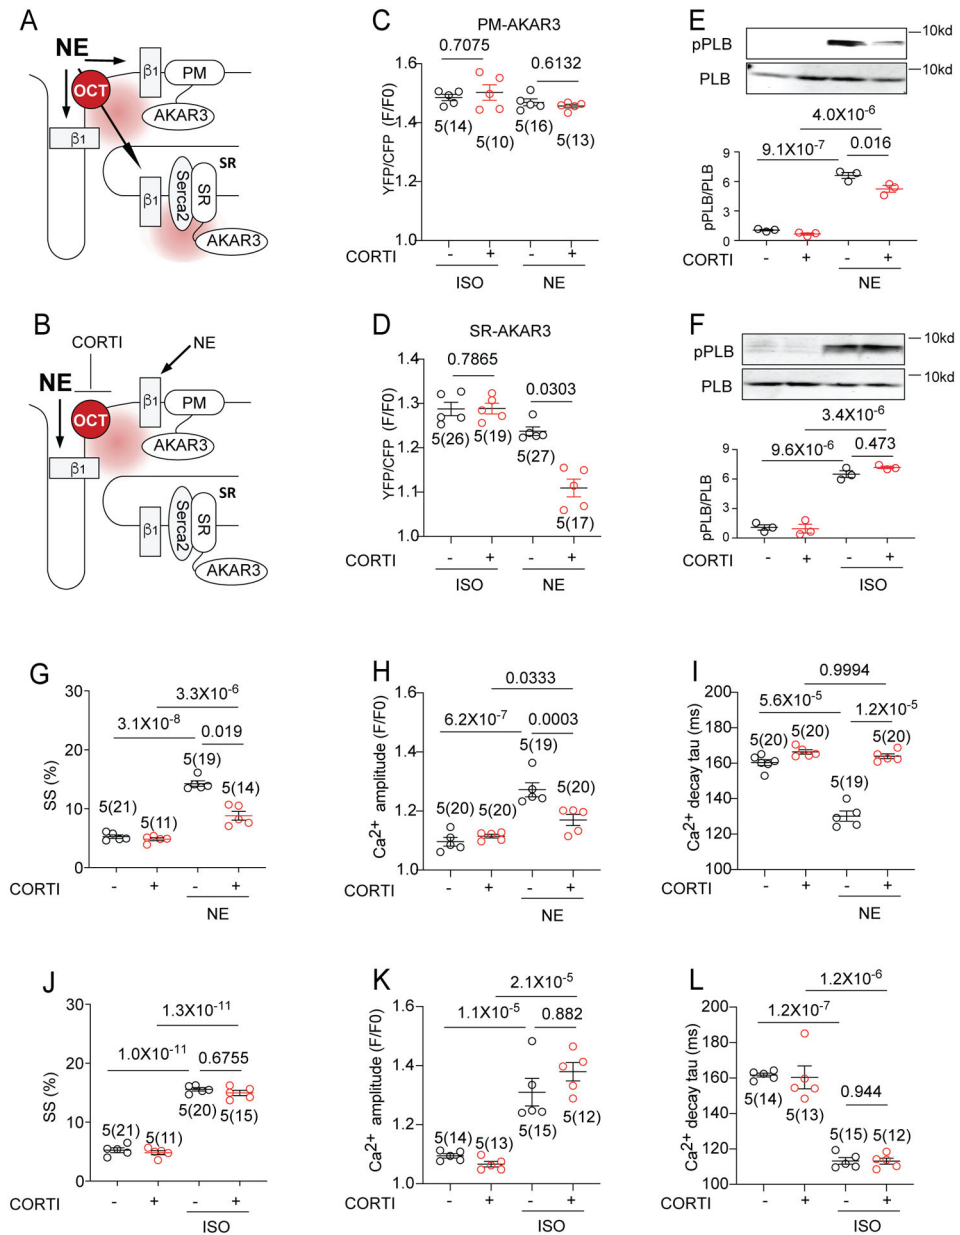 A
NE
β1
PM
OCT
AKAR3
β1
SR
β1
Serca2
SR
AKAR3
B
CORTI
NE
NE
β1
PM
OCT
AKAR3
β1
SR
β1
Serca2
SR
AKAR3
C
PM-AKAR3
0.7075
0.6132
1.6
1.4
1.2
1.0
YFP/CFP (F/F0)
5(14)
5(10)
5(16)
5(13)
CORTI - + - +
ISO NE
D
SR-AKAR3
0.7865
0.0303
1.4
1.3
1.2
1.1
1.0
YFP/CFP (F/F0)
5(26)
5(19)
5(27)
5(17)
CORTI - + - +
ISO NE
E
pPLB
10kd
PLB
10kd
4.0X10-6
9.1X10-7
0.016
9
6
3
0
pPLB/PLB
CORTI - + - +
NE
F
pPLB
10kd
PLB
10kd
3.4X10-6
9.6X10-6
0.473
9
6
3
0
pPLB/PLB
CORTI - + - +
ISO
G
30
20
10
0
SS (%)
3.3X10-6
3.1X10-8
0.019
5(21)
5(11)
5(19)
5(14)
CORTI - + - +
NE
H
1.6
1.4
1.2
1.0
Ca2+ amplitude (F/F0)
0.0333
6.2X10-7
0.0003
5(20)
5(20)
5(19)
5(20)
CORTI - + - +
NE
I
200
180
160
140
120
100
Ca2+ decay tau (ms)
0.9994
5.6X10-5
1.2X10-5
5(20)
5(20)
5(19)
5(20)
CORTI - + - +
NE
J
30
20
10
0
SS (%)
1.3X10-11
1.0X10-11
0.6755
5(21)
5(11)
5(20)
5(15)
CORTI - + - +
ISO
K
1.6
1.4
1.2
1.0
Ca2+ amplitude (F/F0)
2.1X10-5
1.1X10-5
0.882
5(14)
5(13)
5(15)
5(12)
CORTI - + - +
ISO
L
200
180
160
140
120
100
Ca2+ decay tau (ms)
1.2X10-6
1.2X10-7
0.944
5(14)
5(13)
5(15)
5(12)
CORTI - + - +
ISO